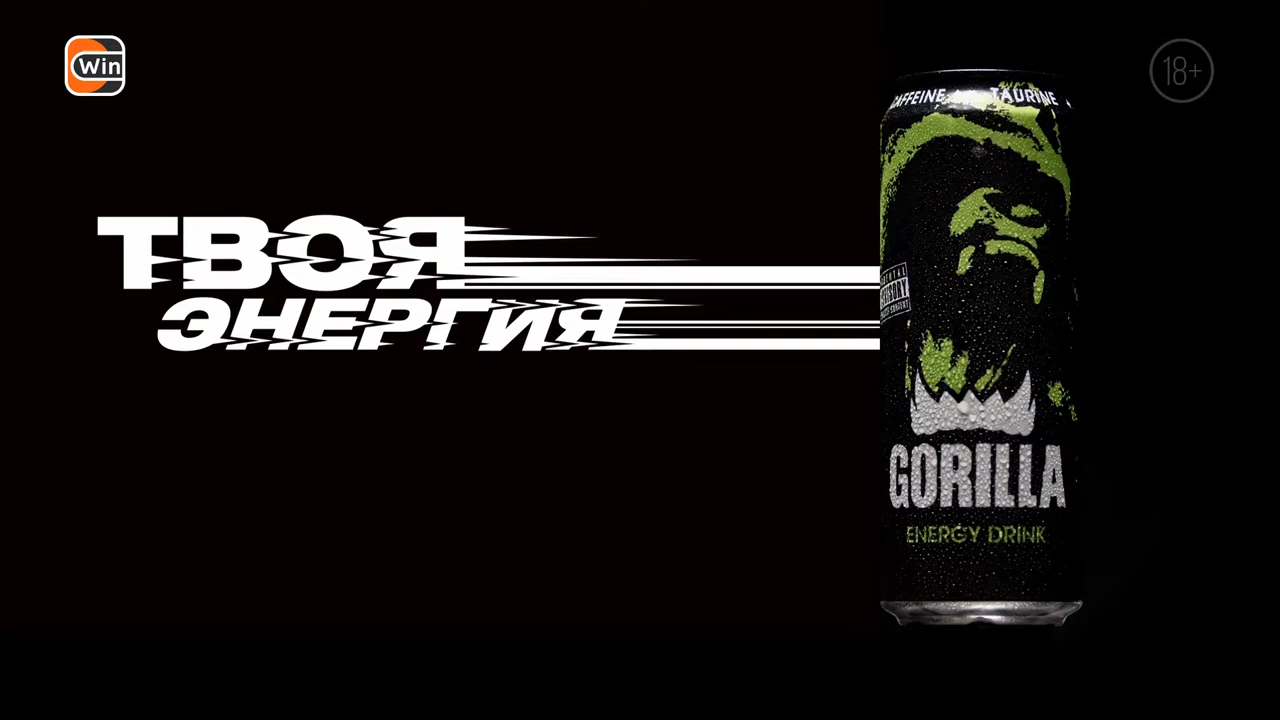 Win
18+
CAFFEINE TAURINE
ТВОЯ
ЭНЕРГИЯ
GORILLA
ENERGY DRINK